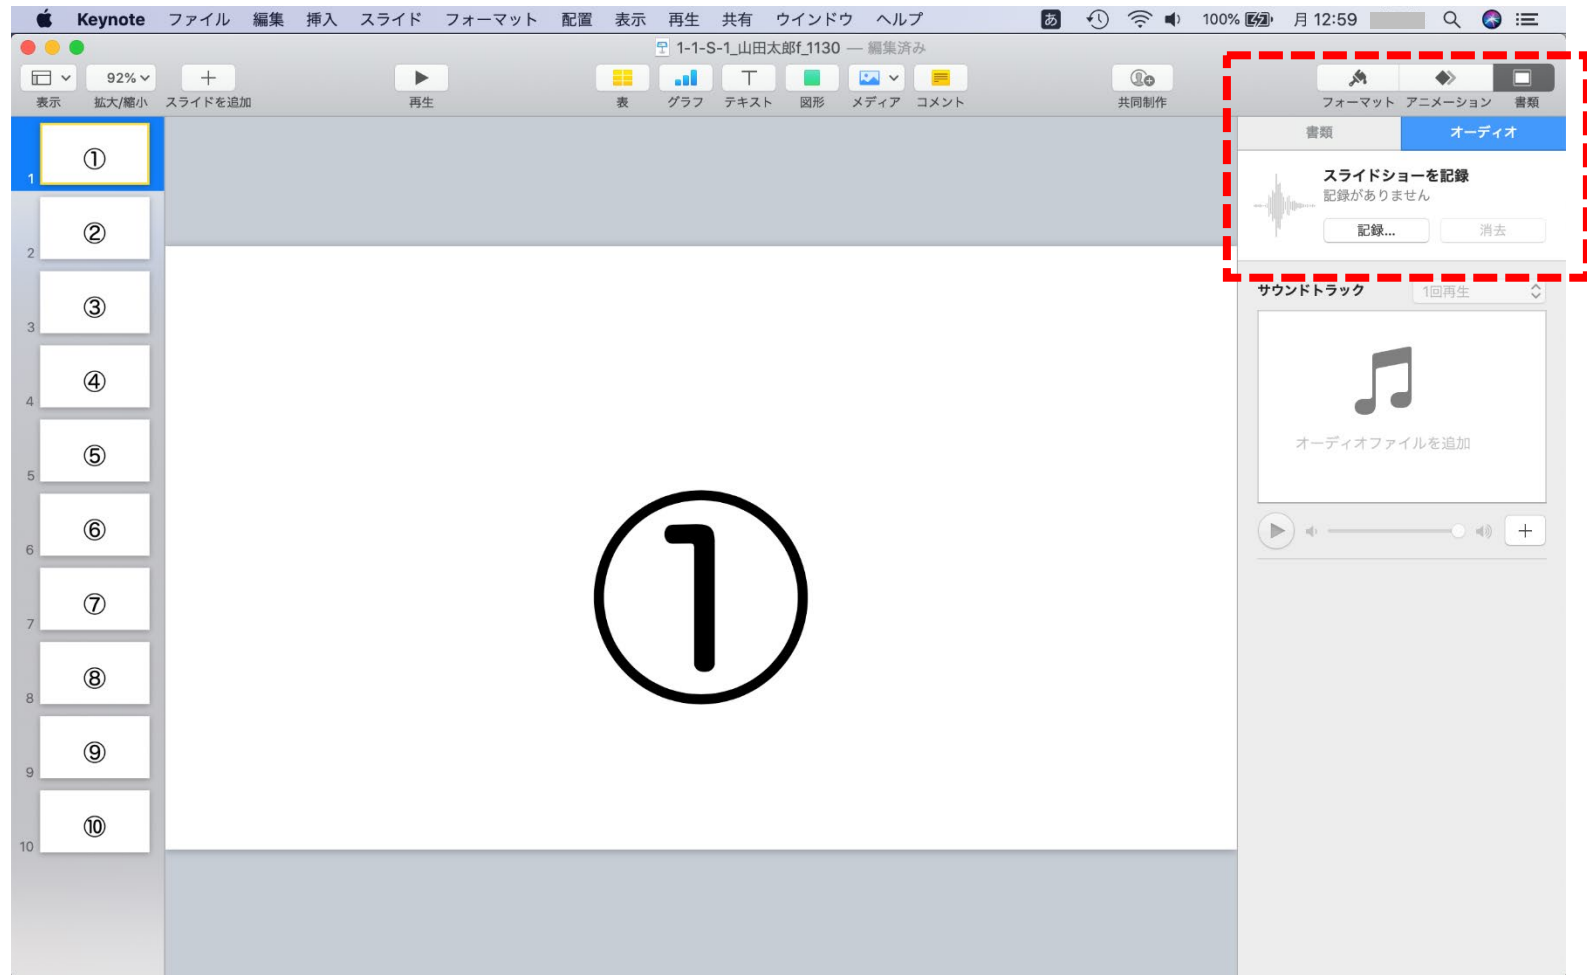 Keynote ファイル 編集 挿入 スライド フォーマット 配置 表示 再生 共有 ウインドウ ヘルプ あ 100% 月 12:59
1-1-S-1_山田太郎f_1130 — 編集済み
92%
表示 拡大/縮小 スライドを追加 再生 表 グラフ テキスト 図形 メディア コメント 共同制作 フォーマット アニメーション 書類
書類 オーディオ
スライドショーを記録
記録がありません
記録... 消去
サウンドトラック 1回再生
オーディオファイルを追加
①
1
②
2
③
3
④
4
⑤
5
⑥
6
⑦
7
⑧
8
⑨
9
⑩
10
①